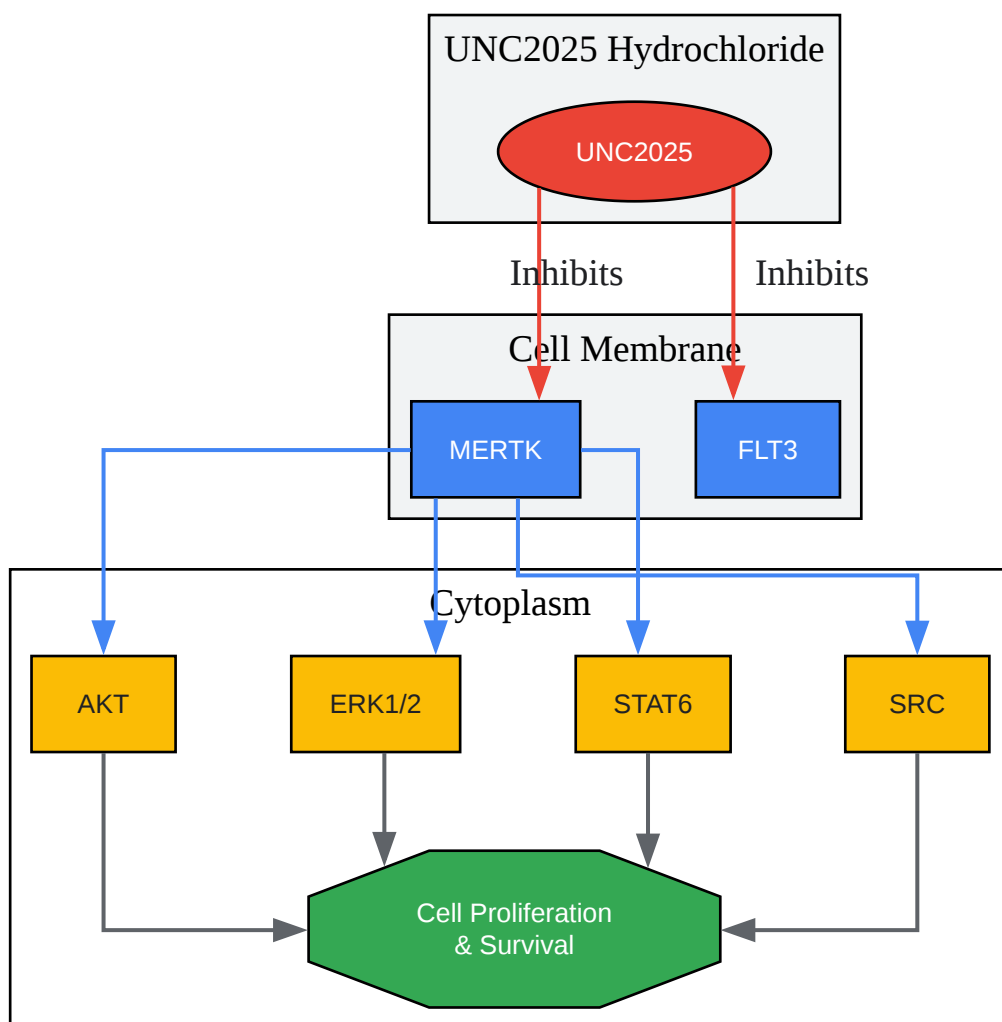 UNC2025 Hydrochloride
UNC2025
Inhibits
Inhibits
Cell Membrane
MERTK
FLT3
Cytoplasm
AKT
ERK1/2
STAT6
SRC
Cell Proliferation
& Survival